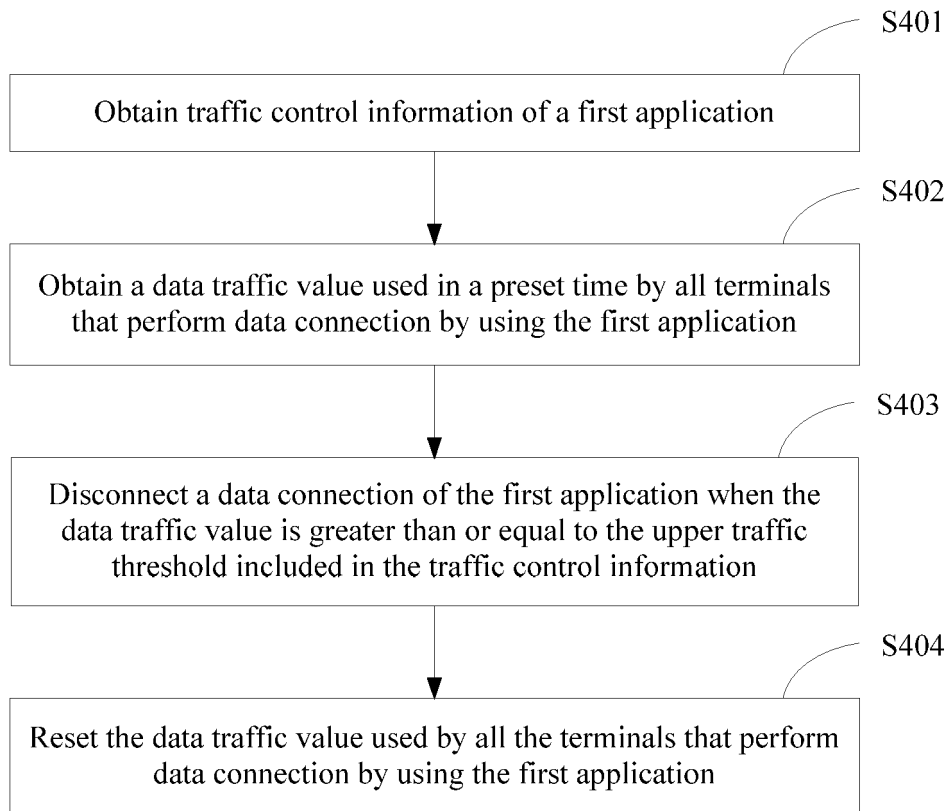 S401
Obtain traffic control information of a first application
S402
Obtain a data traffic value used in a preset time by all terminals
that perform data connection by using the first application
S403
Disconnect a data connection of the first application when the
data traffic value is greater than or equal to the upper traffic
threshold included in the traffic control information
S404
Reset the data traffic value used by all the terminals that perform
data connection by using the first application